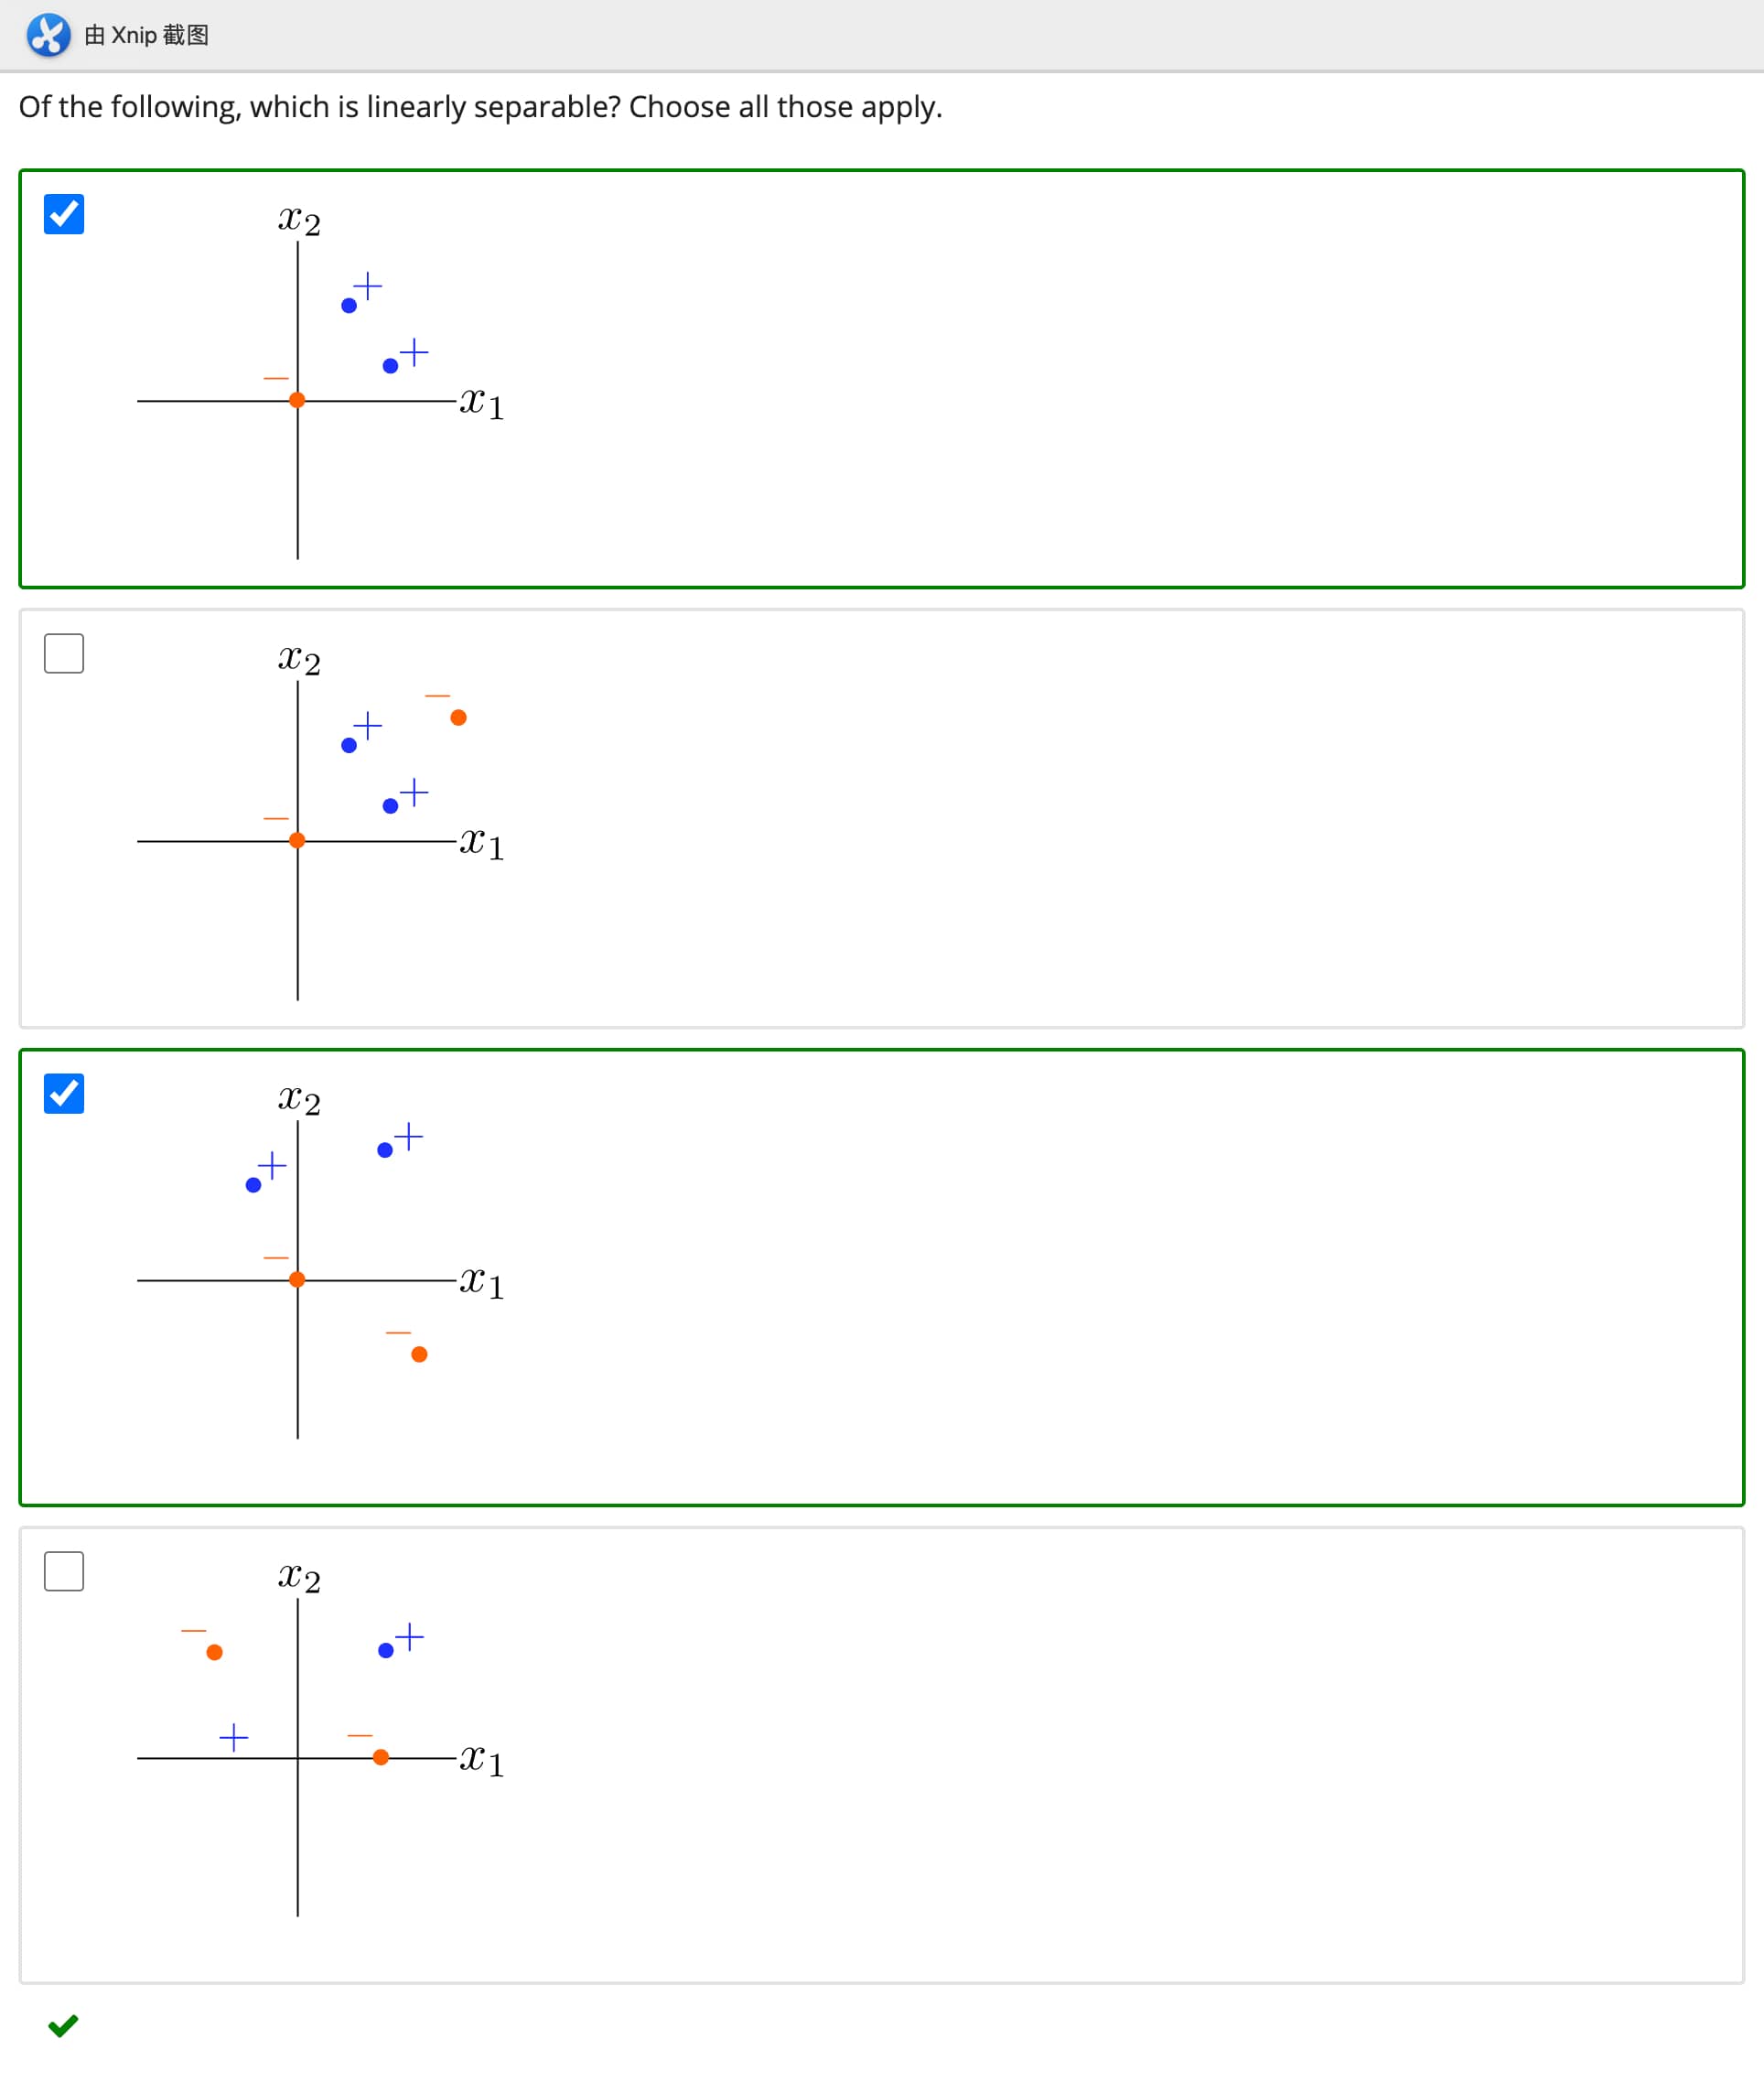 由 Xnip 截图
Of the following, which is linearly separable? Choose all those apply.
x₂
+
+
−
x₁
x₂
−
+
+
−
x₁
x₂
+
+
−
x₁
−
x₂
−
+
+
−
x₁